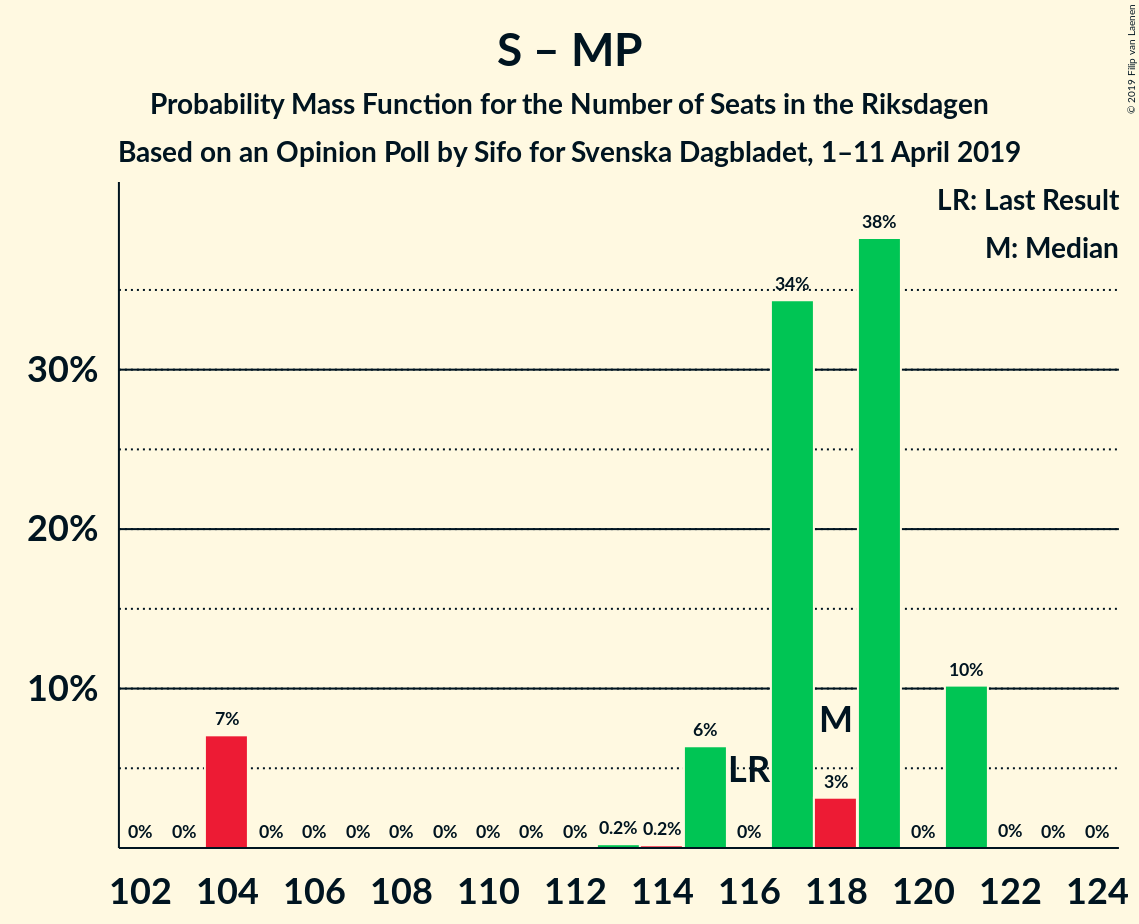 S – MP
Probability Mass Function for the Number of Seats in the Riksdagen
Based on an Opinion Poll by Sifo for Svenska Dagbladet, 1–11 April 2019
© 2019 Filip van Laenen
LR: Last Result
M: Median
38%
34%
30%
20%
10%
10%
7%
6%
M
LR
3%
0% 0% 0% 0% 0% 0% 0% 0% 0% 0.2% 0.2% 0% 0% 0% 0% 0%
0%
102 104 106 108 110 112 114 116 118 120 122 124